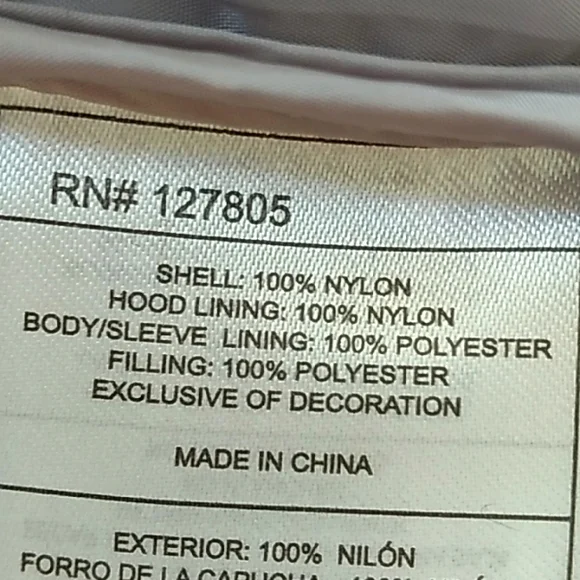 RN# 127805
SHELL: 100% NYLON
HOOD LINING: 100% NYLON
BODY/SLEEVE LINING: 100% POLYESTER
FILLING: 100% POLYESTER
EXCLUSIVE OF DECORATION
MADE IN CHINA
EXTERIOR: 100% NILÓN
FORRO DE LA CAPUCHA